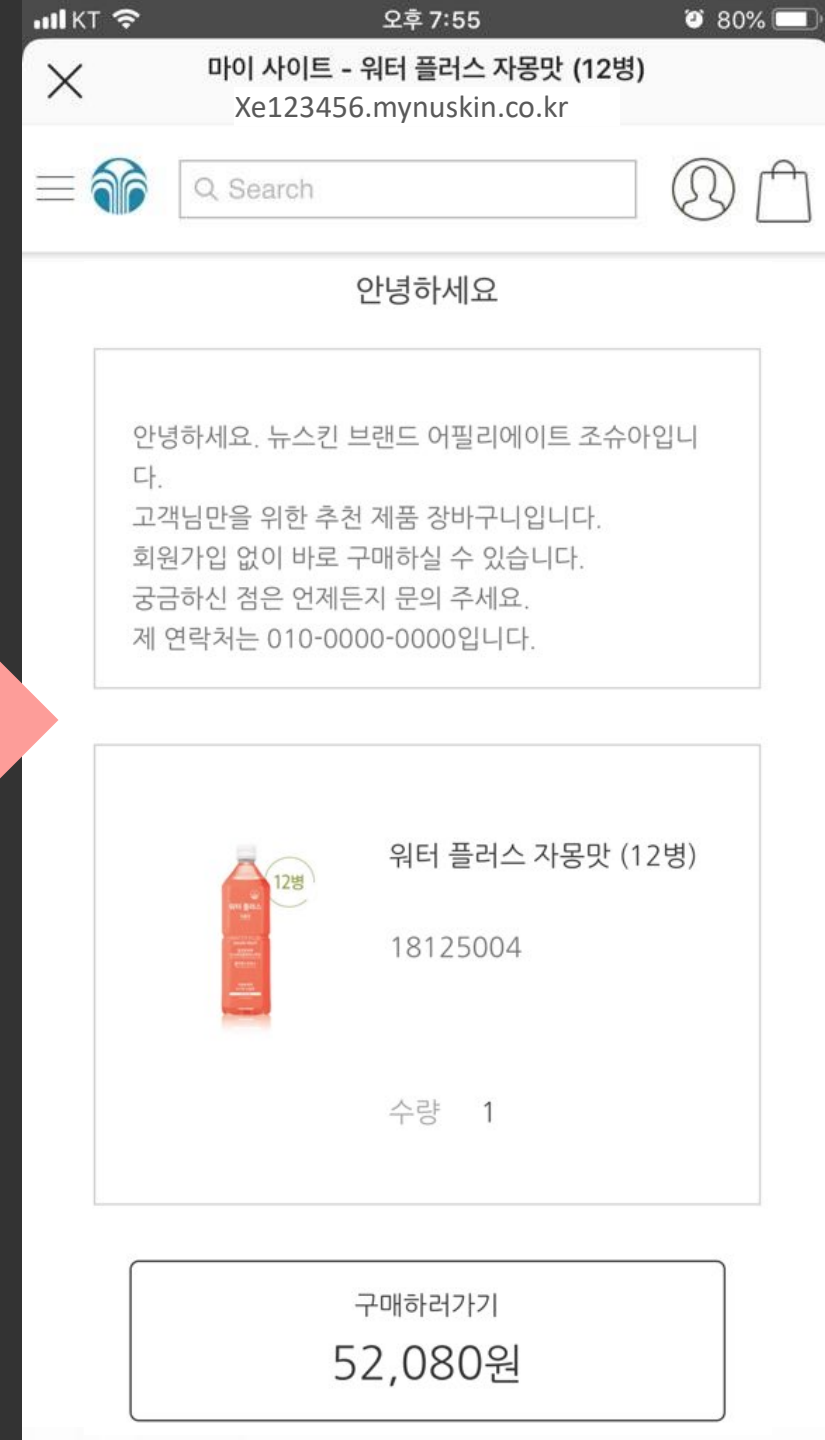 KT 오후 7:55 80%
마이 사이트 - 워터 플러스 자몽맛 (12병)
Xe123456.mynuskin.co.kr
Search
안녕하세요
안녕하세요. 뉴스킨 브랜드 어필리에이트 조슈아입니
다.
고객님만을 위한 추천 제품 장바구니입니다.
회원가입 없이 바로 구매하실 수 있습니다.
궁금하신 점은 언제든지 문의 주세요.
제 연락처는 010-0000-0000입니다.
12병
워터 플러스
워터 플러스 자몽맛 (12병)
18125004
수량 1
구매하러가기
52,080원